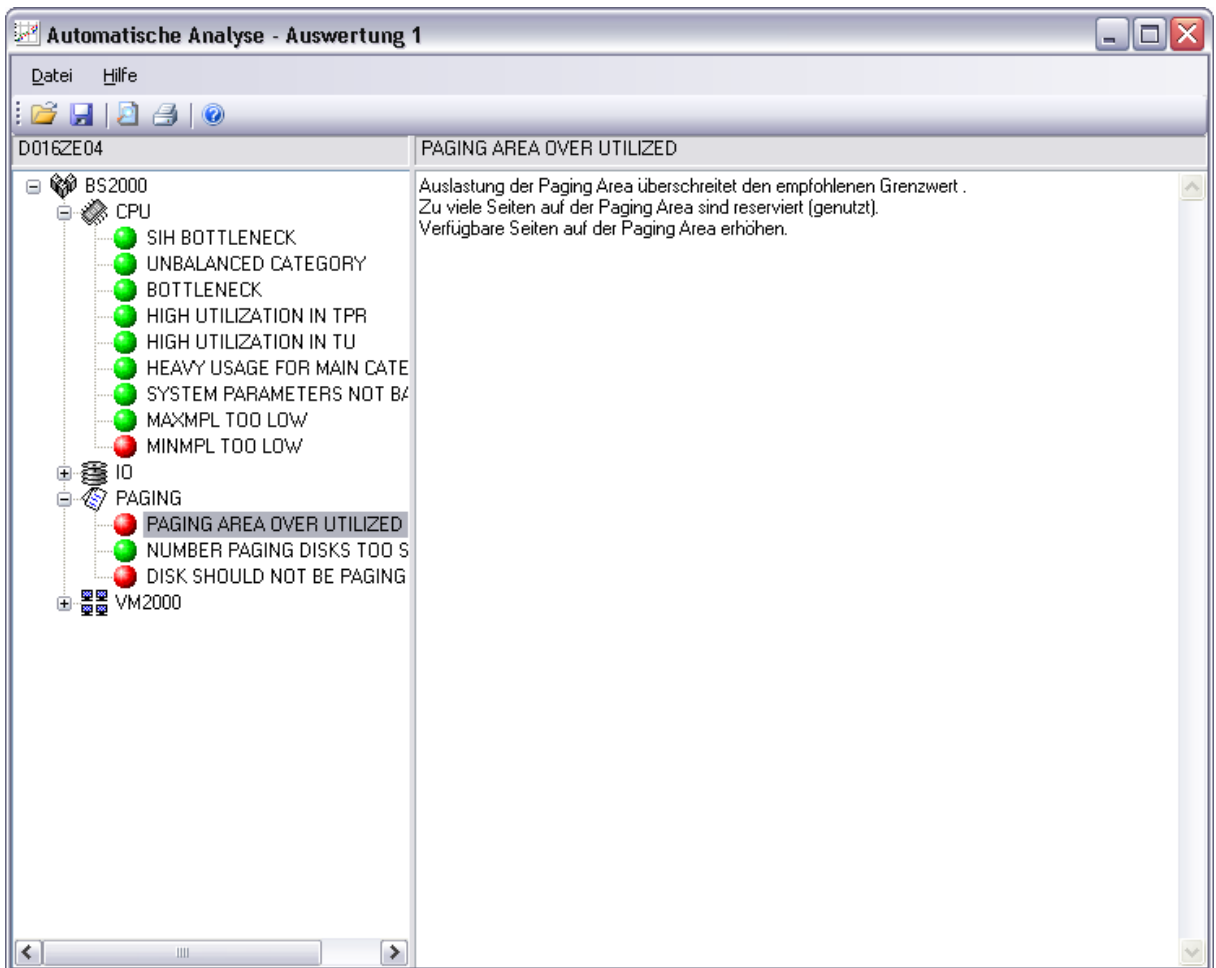 Automatische Analyse - Auswertung 1
Datei Hilfe
D016ZE04
PAGING AREA OVER UTILIZED
BS2000
CPU
SIH BOTTLENECK
UNBALANCED CATEGORY
BOTTLENECK
HIGH UTILIZATION IN TPR
HIGH UTILIZATION IN TU
HEAVY USAGE FOR MAIN CATE
SYSTEM PARAMETERS NOT BA
MAXMPL TOO LOW
MINMPL TOO LOW
IO
PAGING
PAGING AREA OVER UTILIZED
NUMBER PAGING DISKS TOO S
DISK SHOULD NOT BE PAGING
VM2000
Auslastung der Paging Area überschreitet den empfohlenen Grenzwert .
Zu viele Seiten auf der Paging Area sind reserviert (genutzt).
Verfügbare Seiten auf der Paging Area erhöhen.